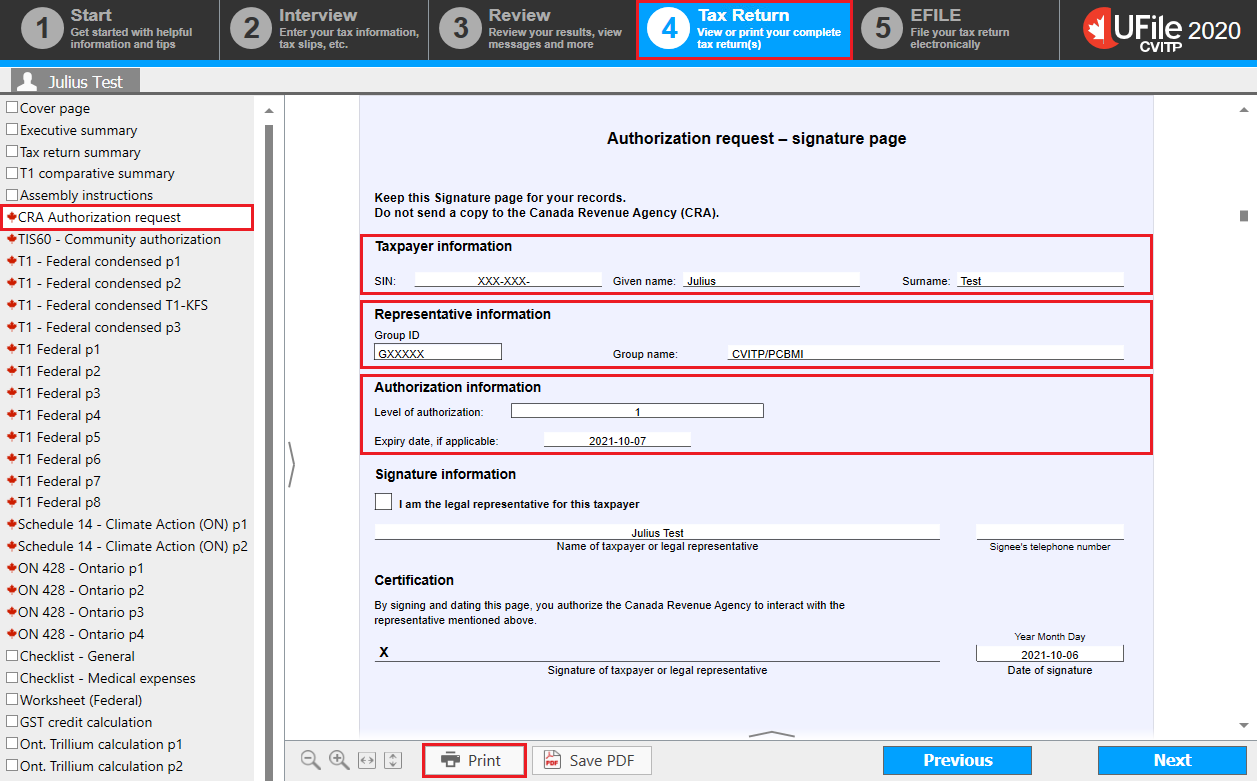 1
Start
Get started with helpful
information and tips
2
Interview
Enter your tax information,
tax slips, etc.
3
Review
Review your results, view
messages and more
4
Tax Return
View or print your complete
tax return(s)
5
EFILE
File your tax return
electronically
UFile 2020
CVITP
Julius Test
Cover page
Executive summary
Tax return summary
T1 comparative summary
Assembly instructions
CRA Authorization request
TIS60 - Community authorization
T1 - Federal condensed p1
T1 - Federal condensed p2
T1 - Federal condensed T1-KFS
T1 - Federal condensed p3
T1 Federal p1
T1 Federal p2
T1 Federal p3
T1 Federal p4
T1 Federal p5
T1 Federal p6
T1 Federal p7
T1 Federal p8
Schedule 14 - Climate Action (ON) p1
Schedule 14 - Climate Action (ON) p2
ON 428 - Ontario p1
ON 428 - Ontario p2
ON 428 - Ontario p3
ON 428 - Ontario p4
Checklist - General
Checklist - Medical expenses
Worksheet (Federal)
GST credit calculation
Ont. Trillium calculation p1
Ont. Trillium calculation p2
Authorization request – signature page
Keep this Signature page for your records.
Do not send a copy to the Canada Revenue Agency (CRA).
Taxpayer information
SIN: XXX-XXX- Given name: Julius Surname: Test
Representative information
Group ID
GXXXXX Group name: CVITP/PCBMI
Authorization information
Level of authorization: 1
Expiry date, if applicable: 2021-10-07
Signature information
I am the legal representative for this taxpayer
Julius Test
Name of taxpayer or legal representative Signee's telephone number
Certification
By signing and dating this page, you authorize the Canada Revenue Agency to interact with the
representative mentioned above.
Year Month Day
X 2021-10-06
Signature of taxpayer or legal representative Date of signature
Print
PDF
Save PDF
Previous
Next